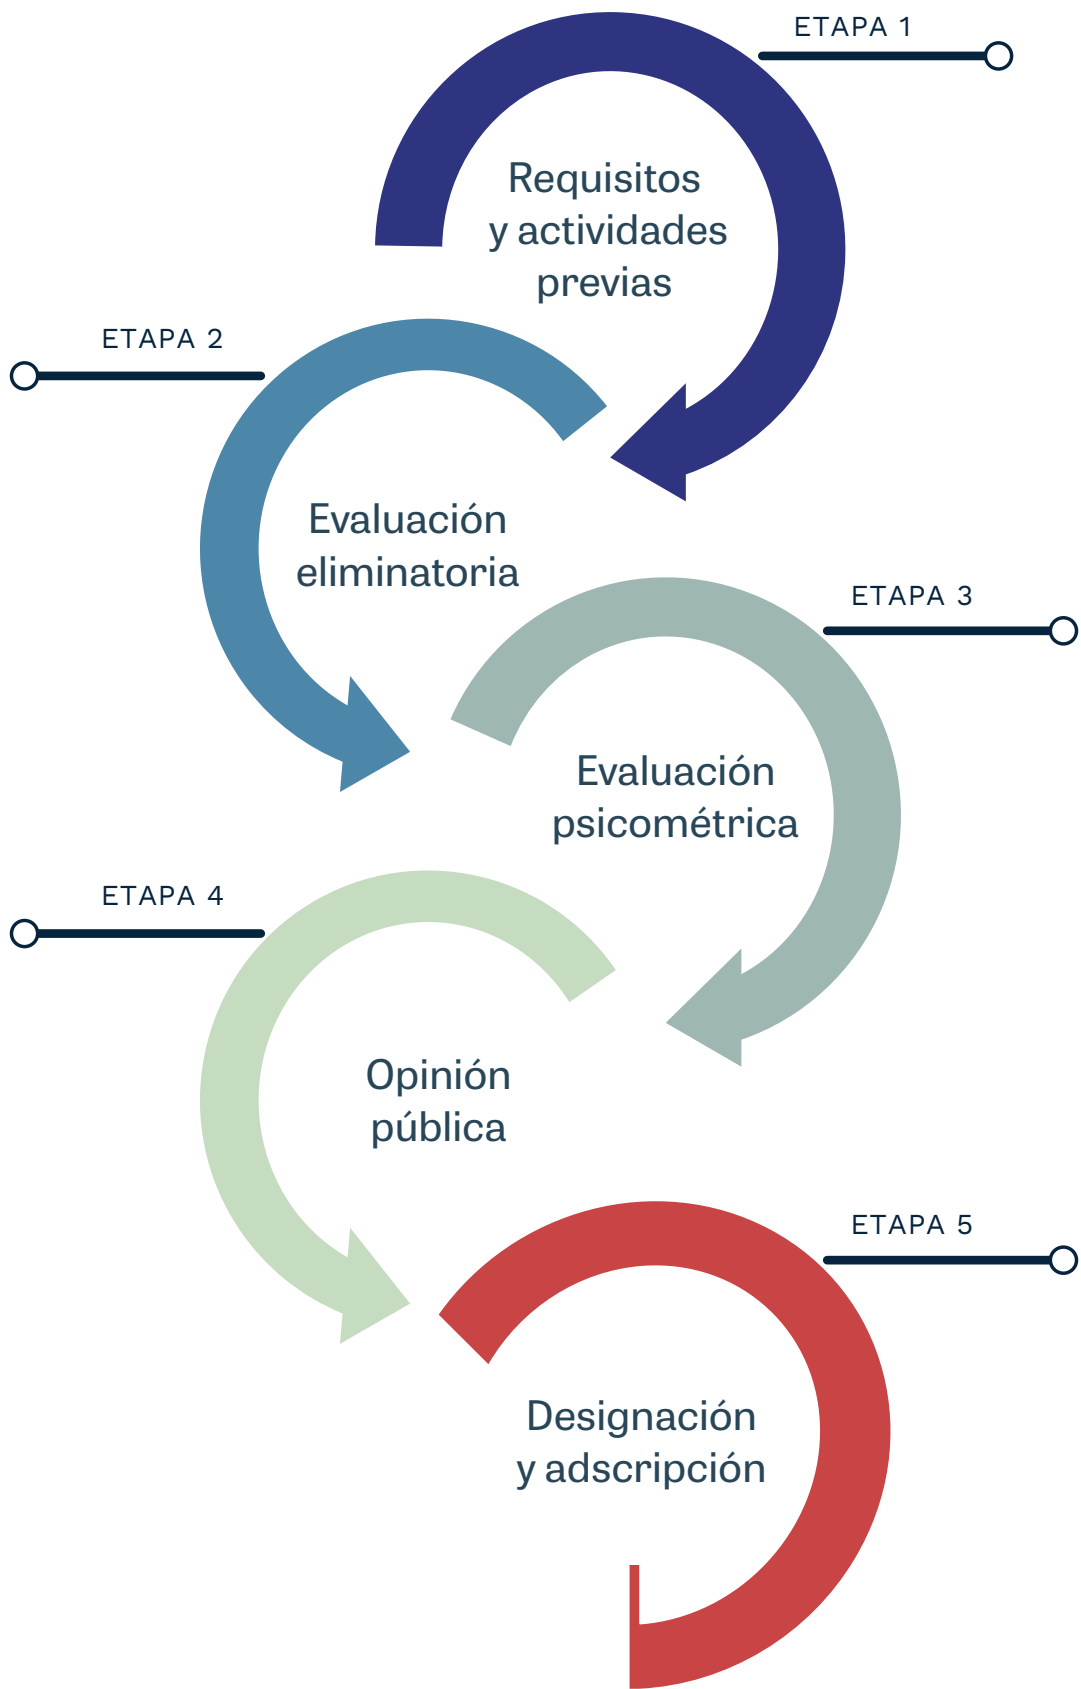 ETAPA 1
Requisitos
y actividades
previas
ETAPA 2
Evaluación
eliminatoria
ETAPA 3
Evaluación
psicométrica
ETAPA 4
Opinión
pública
ETAPA 5
Designación
y adscripción